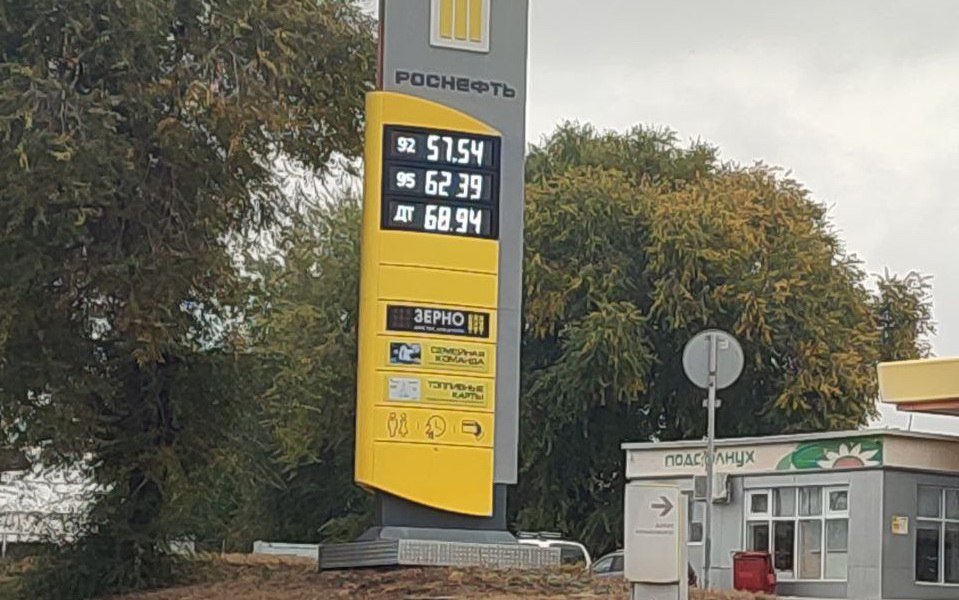 РОСНЕФТЬ
92 57.54
95 62 39
ДТ 68.94
ЗЕРНО
СЕМЕЙНАЯ
КОМАНДА
ТОПЛИВНЫЕ
КАРТЫ
ПОДСОЛНУХ